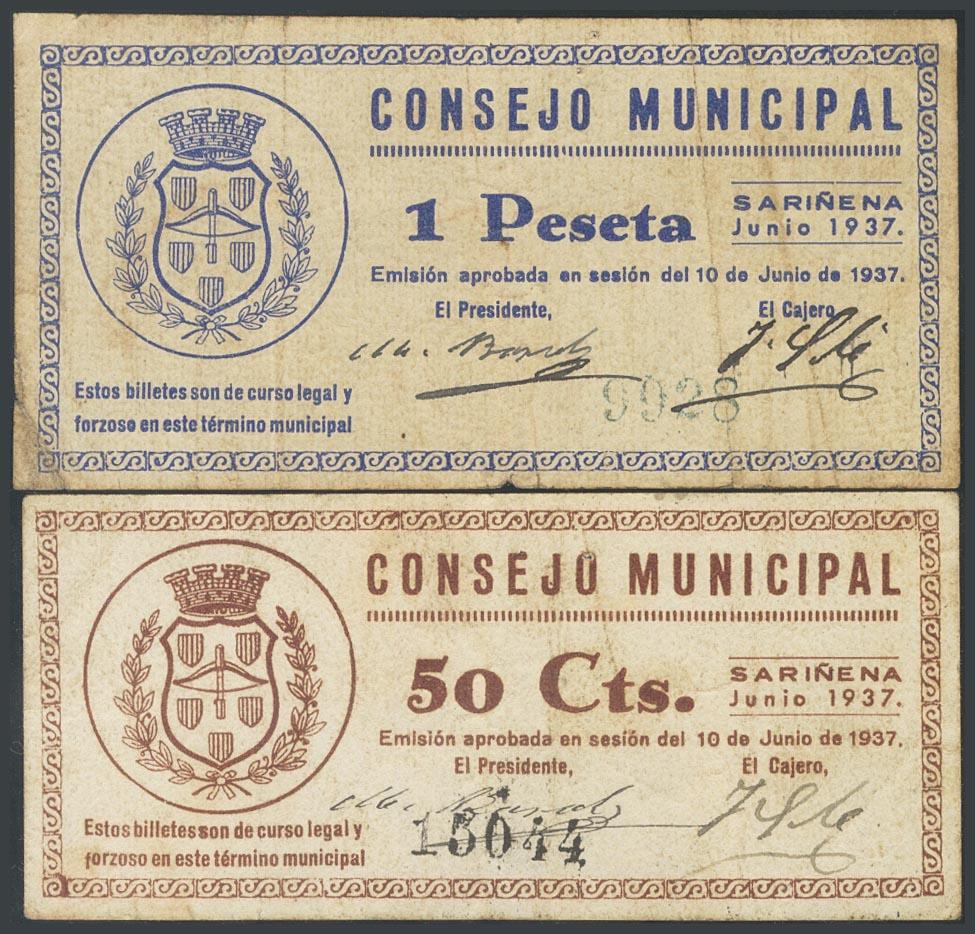 CONSEJO MUNICIPAL
1 Peseta
SARIÑENA
Junio 1937.
Emisión aprobada en sesión del 10 de Junio de 1937.
El Presidente,
El Cajero
9928
Estos billetes son de curso legal y
forzoso en este término municipal
CONSEJO MUNICIPAL
50 Cts.
SARIÑENA
Junio 1937.
Emisión aprobada en sesión del 10 de Junio de 1937.
El Presidente,
El Cajero,
13044
Estos billetes son de curso legal y
forzoso en este término municipal